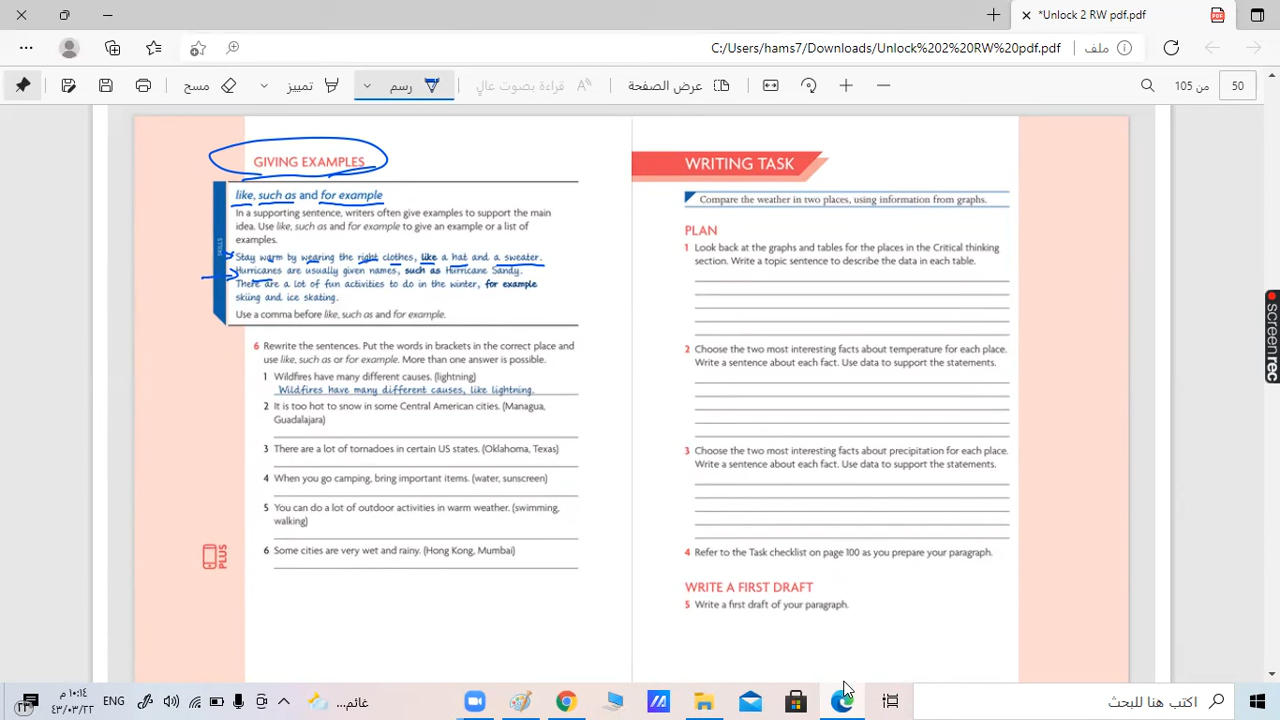 *Unlock 2 RW pdf.pdf
C:/Users/hams7/Downloads/Unlock%202%20RW%20pdf.pdf
ملف
مسح
تمييز
رسم
قراءة بصوت عالٍ
عرض الصفحة
من 105
50
GIVING EXAMPLES
SKILLS
like, such as and for example
In a supporting sentence, writers often give examples to support the main
idea. Use like, such as and for example to give an example or a list of
examples.
Stay warm by wearing the right clothes, like a hat and a sweater.
Hurricanes are usually given names, such as Hurricane Sandy.
There are a lot of fun activities to do in the winter, for example
skiing and ice skating.
Use a comma before like, such as and for example.
6 Rewrite the sentences. Put the words in brackets in the correct place and
use like, such as or for example. More than one answer is possible.
1 Wildfires have many different causes. (lightning)
Wildfires have many different causes, like lightning.
2 It is too hot to snow in some Central American cities. (Managua,
Guadalajara)
3 There are a lot of tornadoes in certain US states. (Oklahoma, Texas)
4 When you go camping, bring important items. (water, sunscreen)
5 You can do a lot of outdoor activities in warm weather. (swimming,
walking)
6 Some cities are very wet and rainy. (Hong Kong, Mumbai)
PLUS
WRITING TASK
Compare the weather in two places, using information from graphs.
PLAN
1 Look back at the graphs and tables for the places in the Critical thinking
section. Write a topic sentence to describe the data in each table.
2 Choose the two most interesting facts about temperature for each place.
Write a sentence about each fact. Use data to support the statements.
3 Choose the two most interesting facts about precipitation for each place.
Write a sentence about each fact. Use data to support the statements.
4 Refer to the Task checklist on page 100 as you prepare your paragraph.
WRITE A FIRST DRAFT
5 Write a first draft of your paragraph.
screenrec
ENG
١٠:١٤ م
غائم...
اكتب هنا للبحث